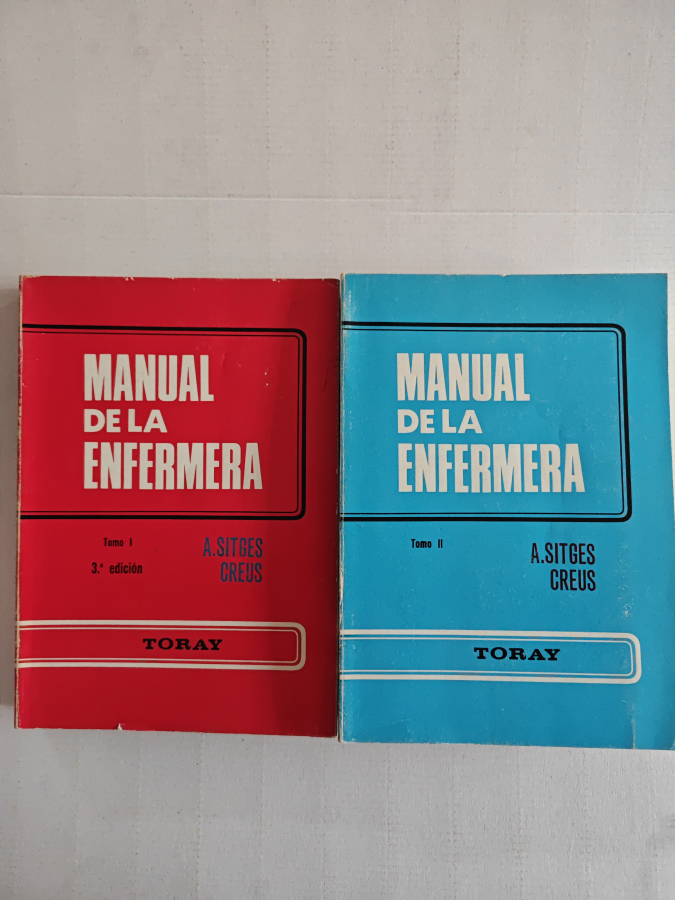 MANUAL
DE LA
ENFERMERA
Tomo I
3.ª edición
A.SITGES
CREUS
TORAY
MANUAL
DE LA
ENFERMERA
Tomo II
A.SITGES
CREUS
TORAY